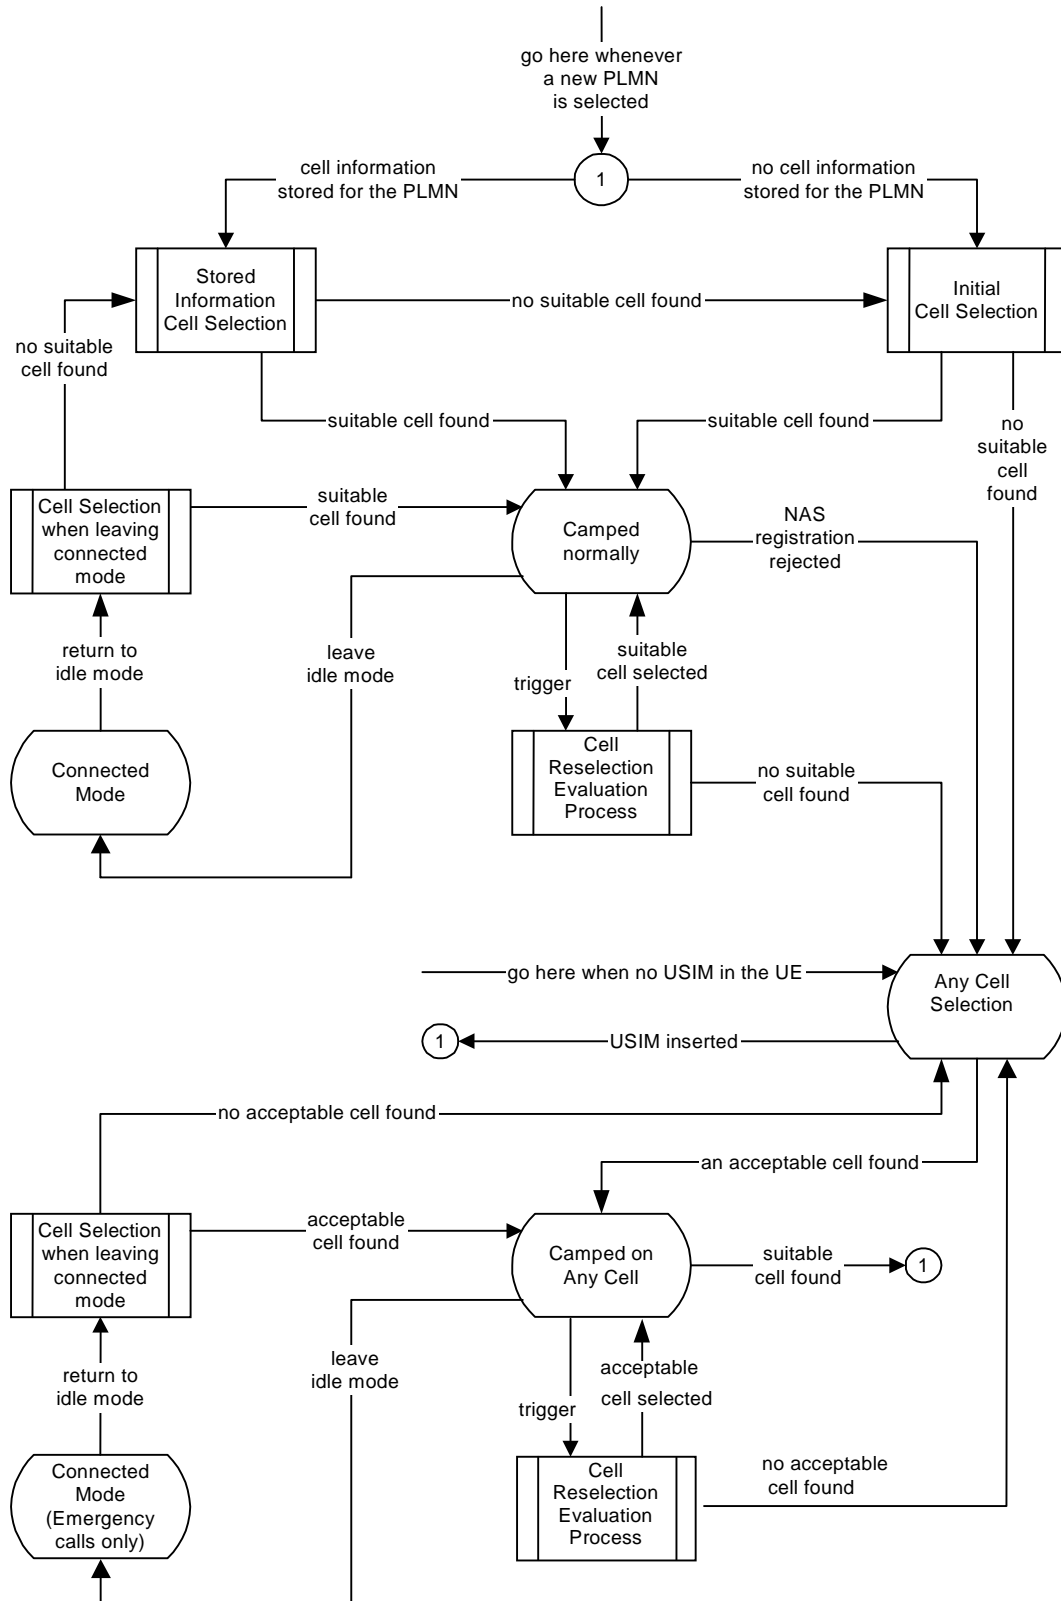 go here whenever
a new PLMN
is selected
1
cell information
stored for the PLMN
no cell information
stored for the PLMN
Stored
Information
Cell Selection
no suitable cell found
Initial
Cell Selection
no suitable
cell found
suitable cell found
suitable cell found
no
suitable
cell
found
Cell Selection
when leaving
connected
mode
suitable
cell found
Camped
normally
NAS
registration
rejected
return to
idle mode
leave
idle mode
trigger
suitable
cell selected
Connected
Mode
Cell
Reselection
Evaluation
Process
no suitable
cell found
go here when no USIM in the UE
Any Cell
Selection
1
USIM inserted
no acceptable cell found
an acceptable cell found
Cell Selection
when leaving
connected
mode
acceptable
cell found
Camped on
Any Cell
suitable
cell found
1
return to
idle mode
leave
idle mode
trigger
acceptable
cell selected
Connected
Mode
(Emergency
calls only)
Cell
Reselection
Evaluation
Process
no acceptable
cell found